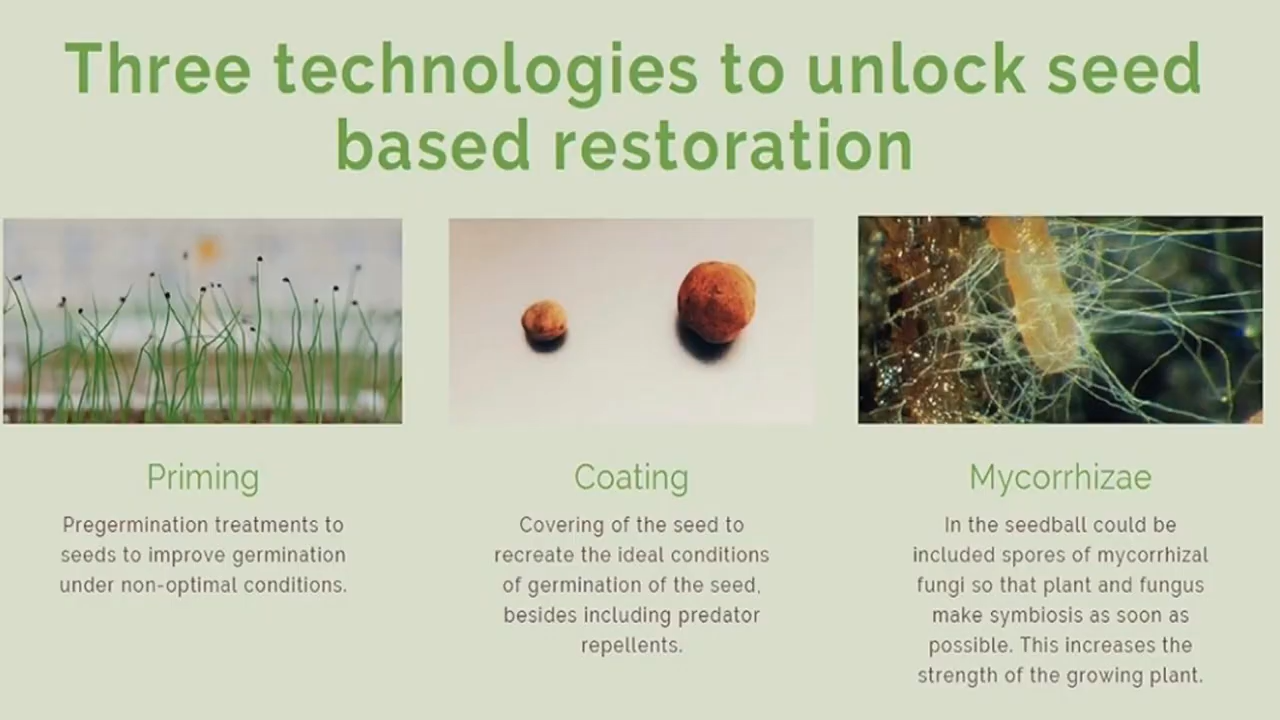 Three technologies to unlock seed
based restoration
Priming
Pregermination treatments to
seeds to improve germination
under non-optimal conditions.
Coating
Covering of the seed to
recreate the ideal conditions
of germination of the seed,
besides including predator
repellents.
Mycorrhizae
In the seedball could be
included spores of mycorrhizal
fungi so that plant and fungus
make symbiosis as soon as
possible. This increases the
strength of the growing plant.